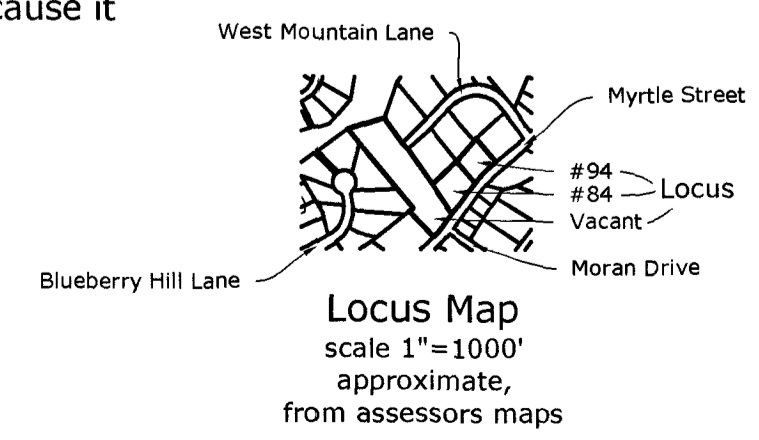 cause it
West Mountain Lane
Myrtle Street
#94
#84
Locus
Vacant
Moran Drive
Blueberry Hill Lane
Locus Map
scale 1"=1000'
approximate,
from assessors maps